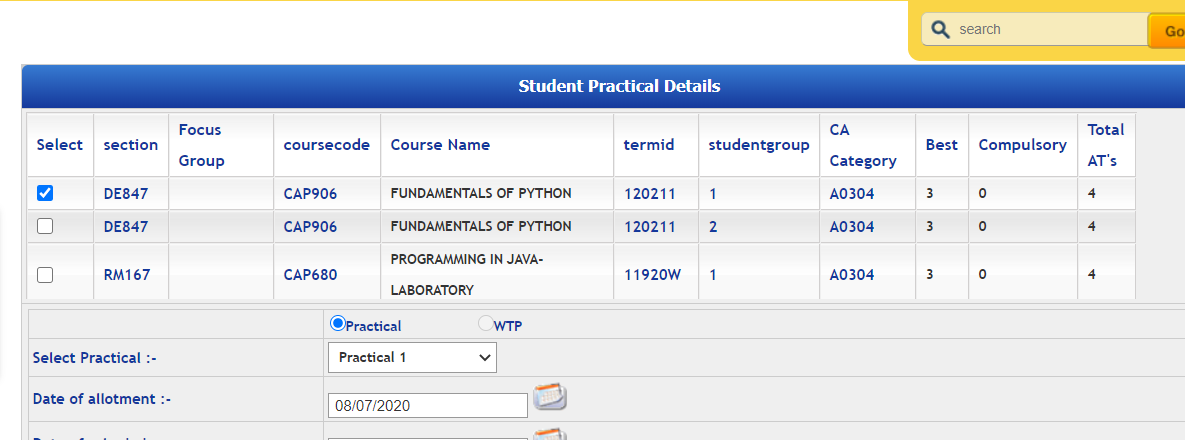 search
Go
Student Practical Details
Select section Focus Group coursecode Course Name termid studentgroup CA Category Best Compulsory Total AT's
DE847 CAP906 FUNDAMENTALS OF PYTHON 120211 1 A0304 3 0 4
DE847 CAP906 FUNDAMENTALS OF PYTHON 120211 2 A0304 3 0 4
RM167 CAP680 PROGRAMMING IN JAVA-LABORATORY 11920W 1 A0304 3 0 4
Practical WTP
Select Practical :- Practical 1
Date of allotment :- 08/07/2020